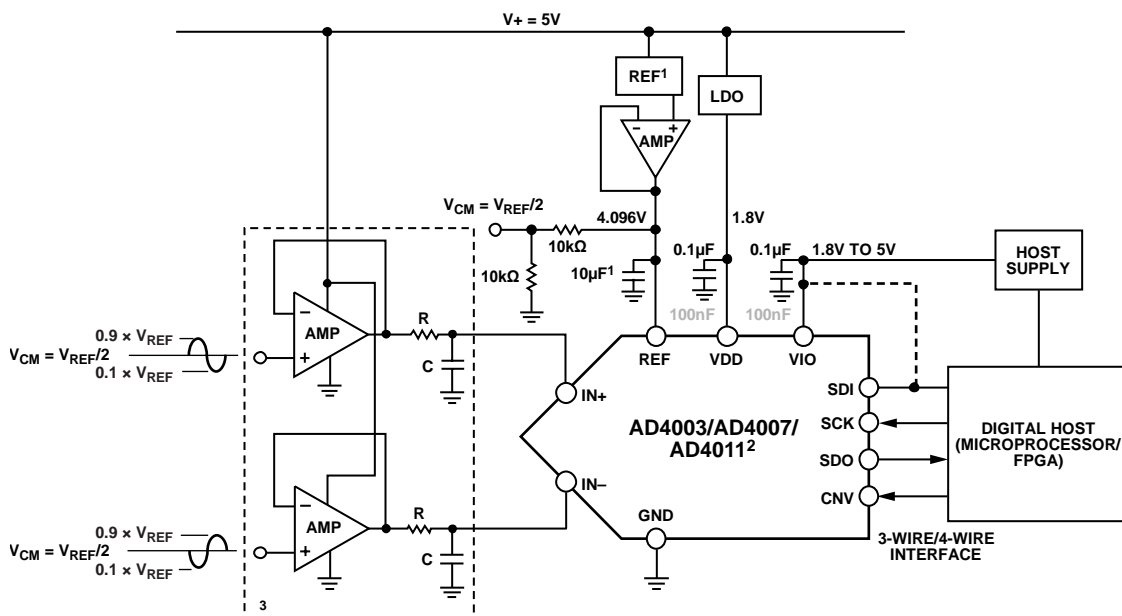 V+ = 5V
REF1
LDO
AMP
− +
VCM = VREF/2
4.096V
1.8V
10kΩ
10kΩ
10µF1
0.1µF
0.1µF
1.8V TO 5V
HOST
SUPPLY
100nF
100nF
REF
VDD
VIO
0.9 × VREF
VCM = VREF/2
0.1 × VREF
−
AMP
+
R
C
IN+
AD4003/AD4007/
AD40112
SDI
SCK
SDO
CNV
DIGITAL HOST
(MICROPROCESSOR/
FPGA)
IN−
GND
3-WIRE/4-WIRE
INTERFACE
0.9 × VREF
VCM = VREF/2
0.1 × VREF
−
AMP
+
R
C
3